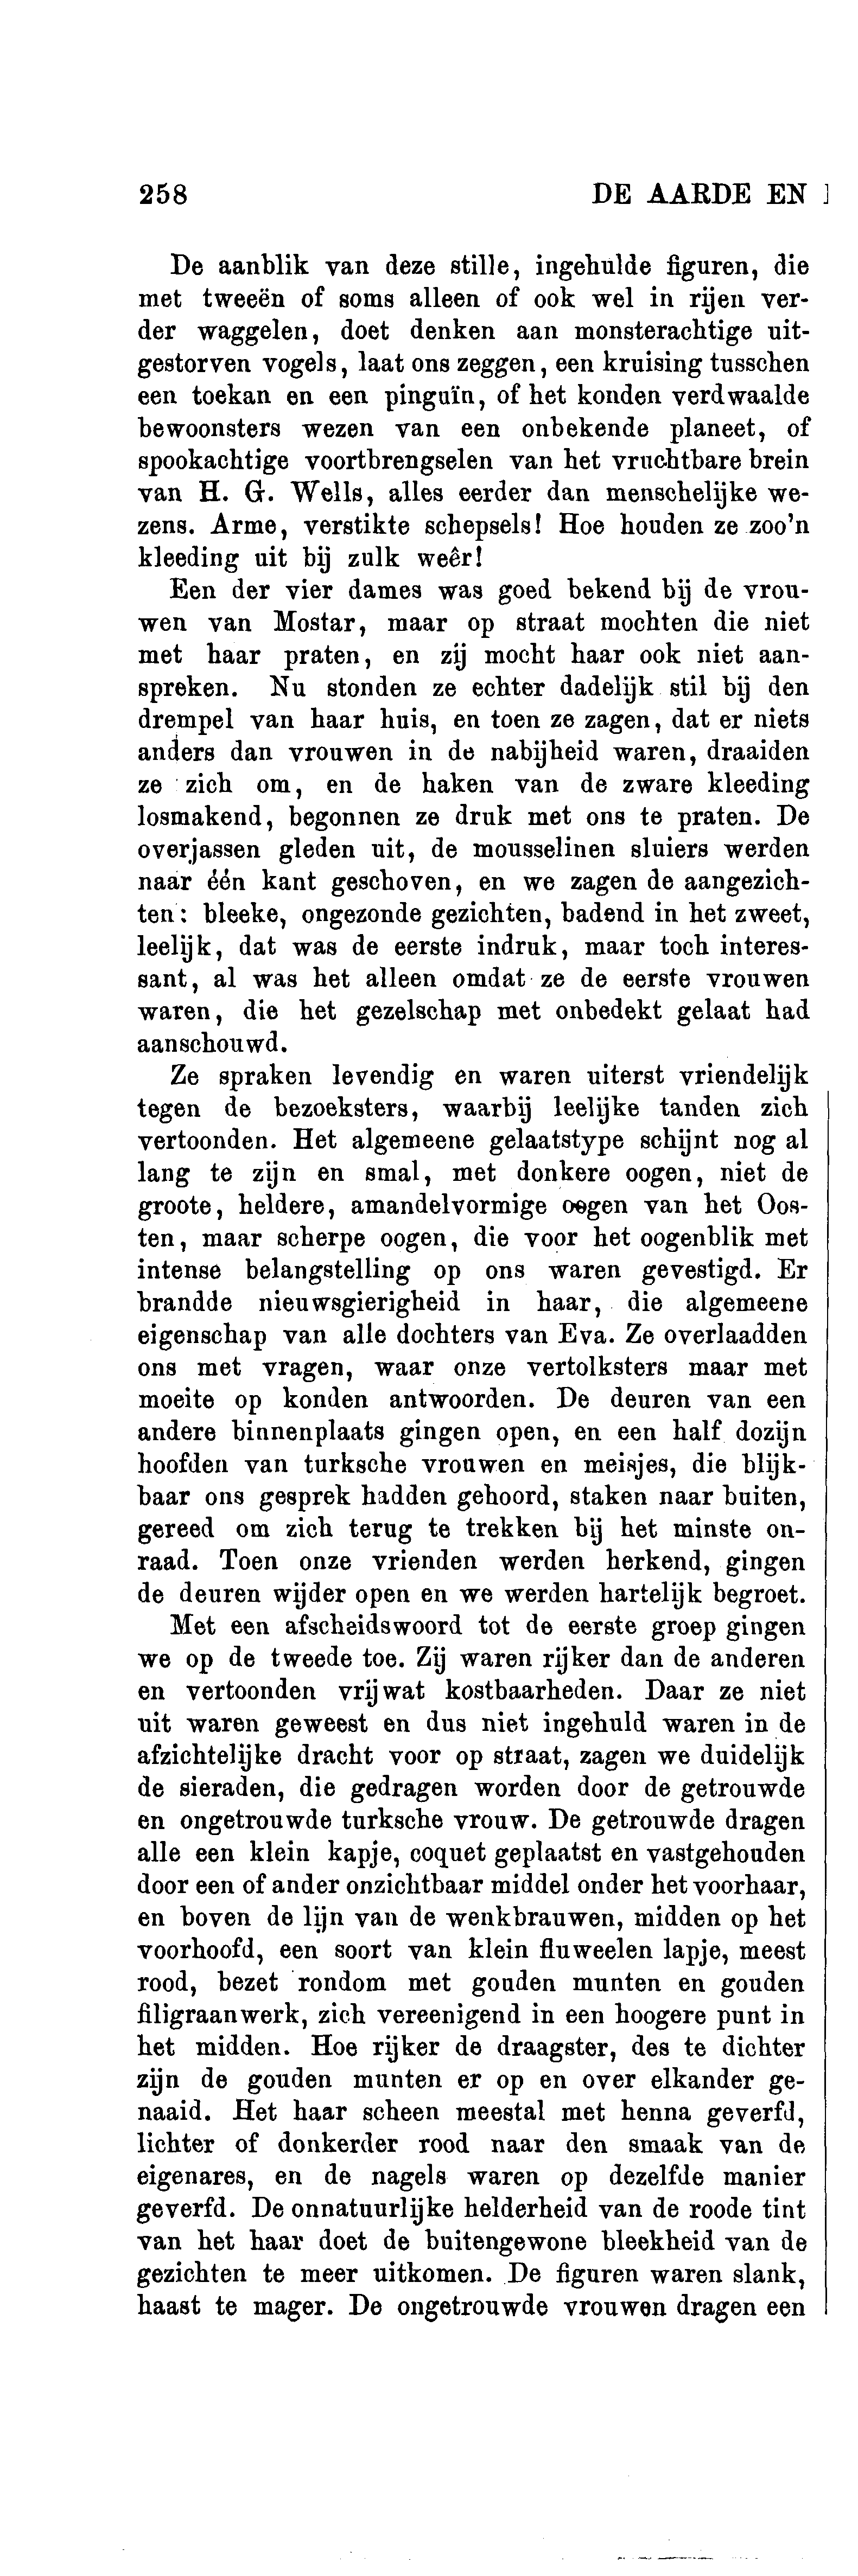 258 DE AARDE EN
De aanblik van deze stille, ingehulde figuren, die
met tweeën of soms alleen of ook wel in rijen ver-
der waggelen, doet denken aan monsterachtige uit-
gestorven vogels, laat ons zeggen, een kruising tusschen
een toekan en een pinguïn, of het konden verdwaalde
bewoonsters wezen van een onbekende planeet, of
spookachtige voortbrengselen van het vruchtbare brein
van H. G. Wells, alles eerder dan menschelijke we-
zens. Arme, verstikte schepsels! Hoe houden ze zoo'n
kleeding uit bij zulk weêr!
Een der vier dames was goed bekend bij de vrou-
wen van Mostar, maar op straat mochten die niet
met haar praten, en zij mocht haar ook niet aan-
spreken. Nu stonden ze echter dadelijk stil bij den
drempel van haar huis, en toen ze zagen, dat er niets
anders dan vrouwen in de nabijheid waren, draaiden
ze zich om, en de haken van de zware kleeding
losmakend, begonnen ze druk met ons te praten. De
overjassen gleden uit, de mousselinen sluiers werden
naar één kant geschoven, en we zagen de aangezich-
ten: bleeke, ongezonde gezichten, badend in het zweet,
leelijk, dat was de eerste indruk, maar toch interes-
sant, al was het alleen omdat ze de eerste vrouwen
waren, die het gezelschap met onbedekt gelaat had
aanschouwd.
Ze spraken levendig en waren uiterst vriendelijk
tegen de bezoeksters, waarbij leelijke tanden zich
vertoonden. Het algemeene gelaatstype schijnt nog al
lang te zijn en smal, met donkere oogen, niet de
groote, heldere, amandelvormige oogen van het Oos-
ten, maar scherpe oogen, die voor het oogenblik met
intense belangstelling op ons waren gevestigd. Er
brandde nieuwsgierigheid in haar, die algemeene
eigenschap van alle dochters van Eva. Ze overlaadden
ons met vragen, waar onze vertolksters maar met
moeite op konden antwoorden. De deuren van een
andere binnenplaats gingen open, en een half dozijn
hoofden van turksche vrouwen en meisjes, die blijk-
baar ons gesprek hadden gehoord, staken naar buiten,
gereed om zich terug te trekken bij het minste on-
raad. Toen onze vrienden werden herkend, gingen
de deuren wijder open en we werden hartelijk begroet.
Met een afscheidswoord tot de eerste groep gingen
we op de tweede toe. Zij waren rijker dan de anderen
en vertoonden vrij wat kostbaarheden. Daar ze niet
uit waren geweest en dus niet ingehuld waren in de
afzichtelijke dracht voor op straat, zagen we duidelijk
de sieraden, die gedragen worden door de getrouwde
en ongetrouwde turksche vrouw. De getrouwde dragen
alle een klein kapje, coquet geplaatst en vastgehouden
door een of ander onzichtbaar middel onder het voorhaar,
en boven de lijn van de wenkbrauwen, midden op het
voorhoofd, een soort van klein fluweelen lapje, meest
rood, bezet rondom met gouden munten en gouden
filigraanwerk, zich vereenigend in een hoogere punt in
het midden. Hoe rijker de draagster, des te dichter
zijn de gouden munten er op en over elkander ge-
naaid. Het haar scheen meestal met henna geverfd,
lichter of donkerder rood naar den smaak van de
eigenares, en de nagels waren op dezelfde manier
geverfd. De onnatuurlijke helderheid van de roode tint
van het haar doet de buitengewone bleekheid van de
gezichten te meer uitkomen. De figuren waren slank,
haast te mager. De ongetrouwde vrouwen dragen een